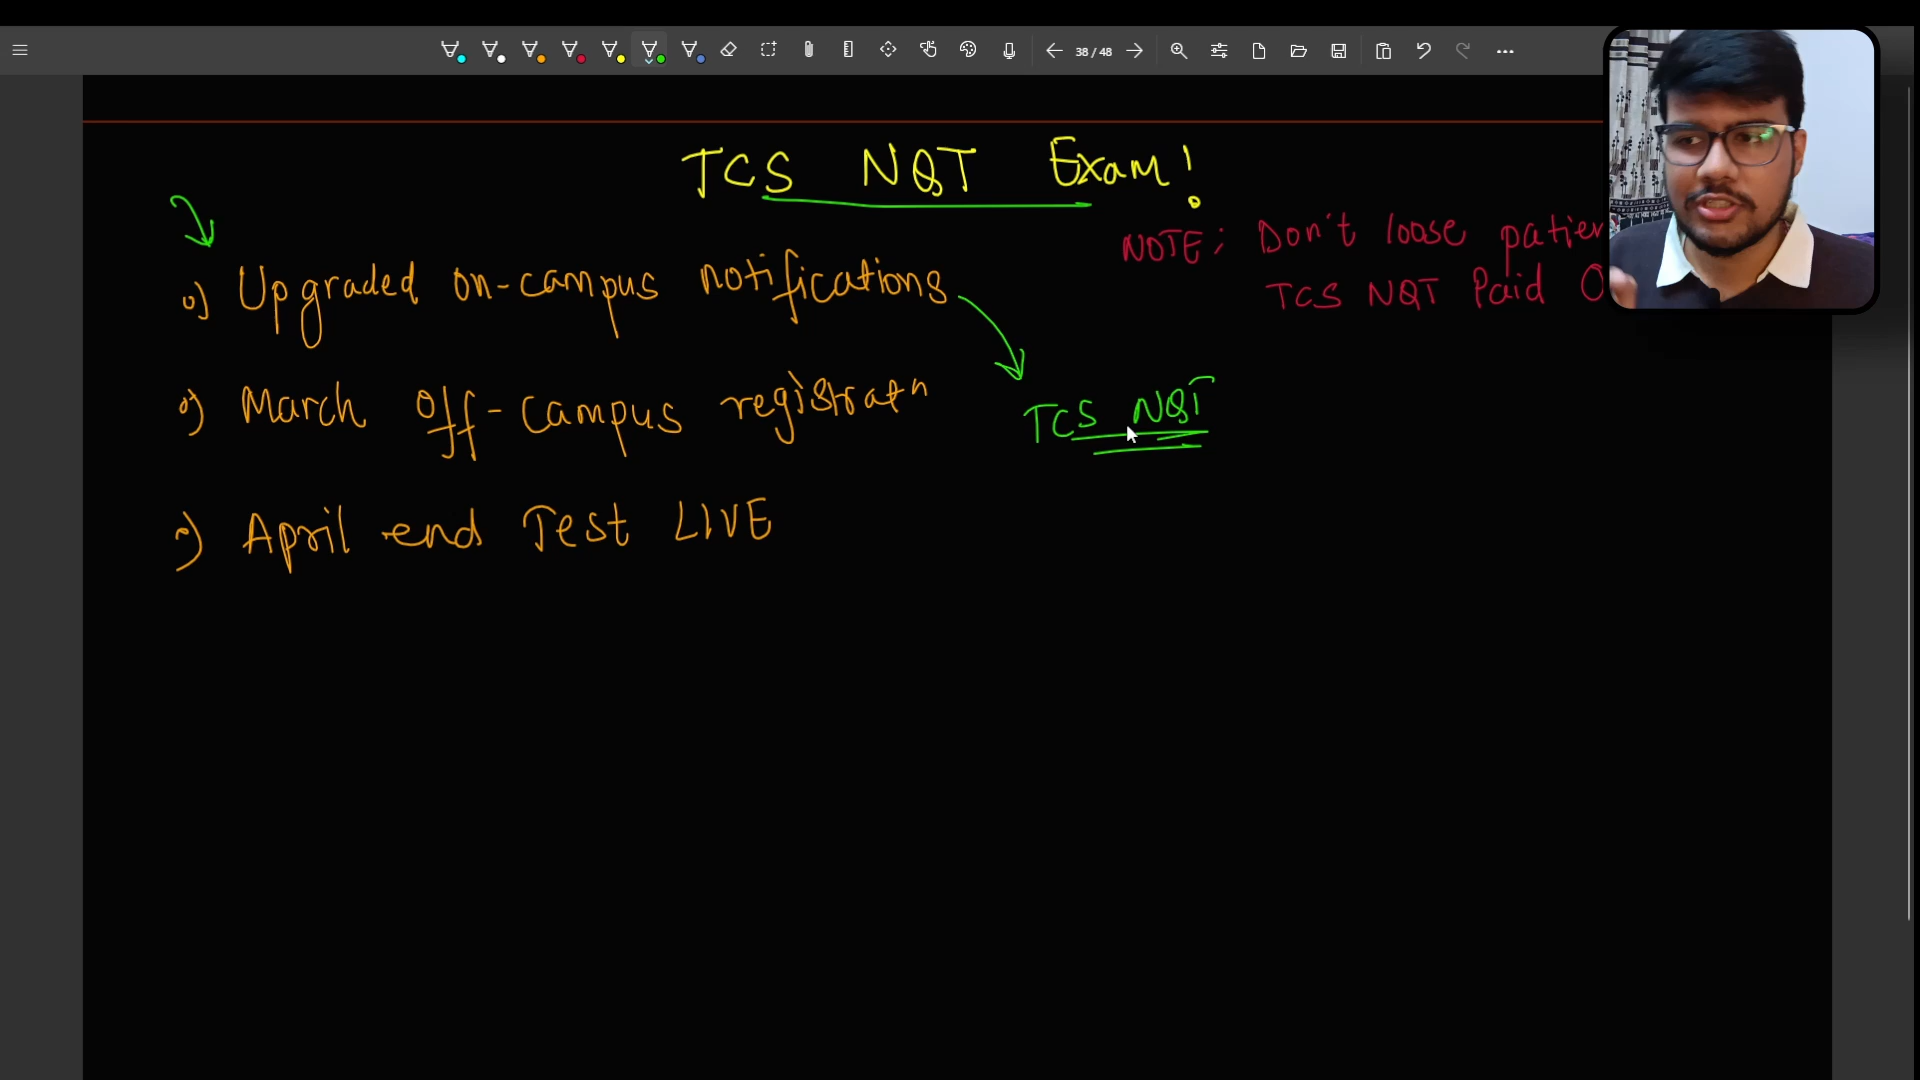 38 / 48
TCS NQT Exam!
NOTE: Don't loose
TCS NQT Paid
o) Upgraded on-campus notifications
TCS NQT
o) March Off-campus registratn
o) April end Test LIVE